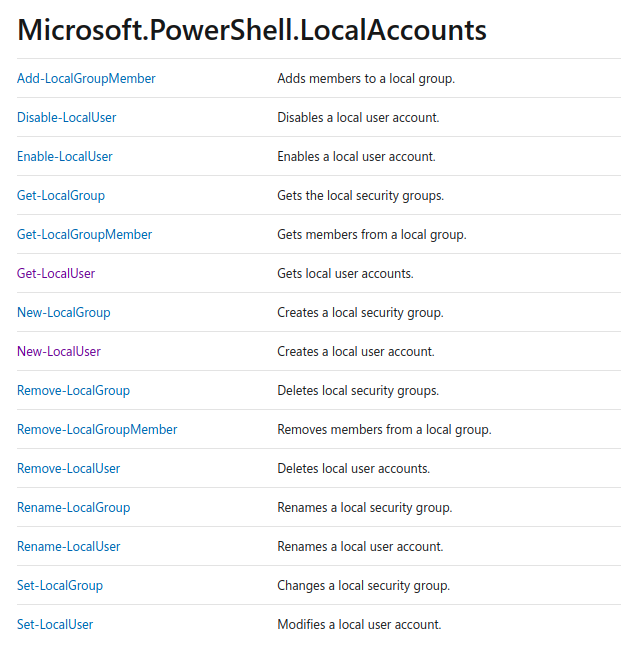 Microsoft.PowerShell.LocalAccounts
Add-LocalGroupMember Adds members to a local group.
Disable-LocalUser Disables a local user account.
Enable-LocalUser Enables a local user account.
Get-LocalGroup Gets the local security groups.
Get-LocalGroupMember Gets members from a local group.
Get-LocalUser Gets local user accounts.
New-LocalGroup Creates a local security group.
New-LocalUser Creates a local user account.
Remove-LocalGroup Deletes local security groups.
Remove-LocalGroupMember Removes members from a local group.
Remove-LocalUser Deletes local user accounts.
Rename-LocalGroup Renames a local security group.
Rename-LocalUser Renames a local user account.
Set-LocalGroup Changes a local security group.
Set-LocalUser Modifies a local user account.